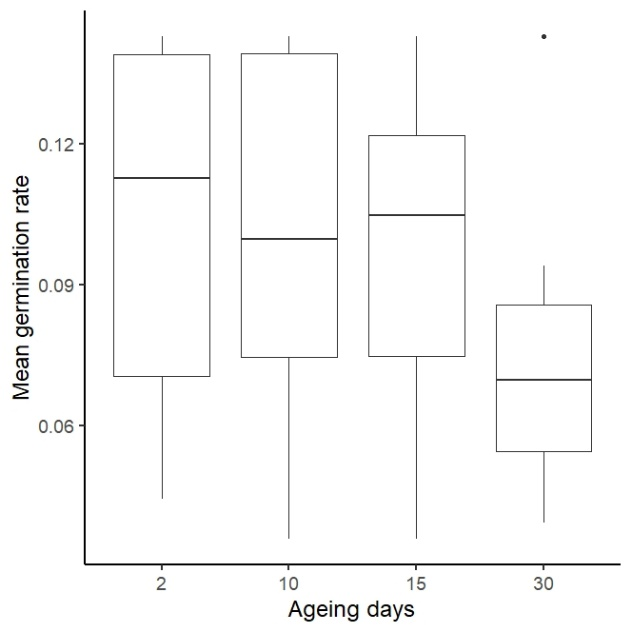 Mean germination rate
0.12
0.09
0.06
2 10 15 30
Ageing days